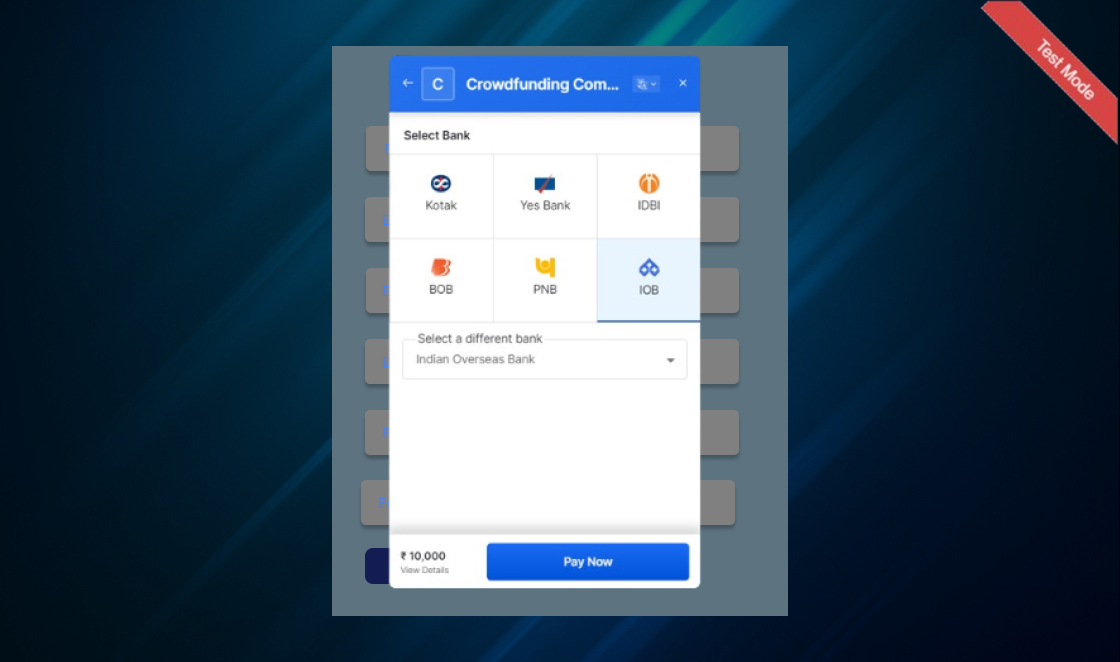 Test Mode
C Crowdfunding Com...
Select Bank
Kotak Yes Bank IDBI
BOB PNB IOB
Select a different bank
Indian Overseas Bank
₹ 10,000
View Details
Pay Now